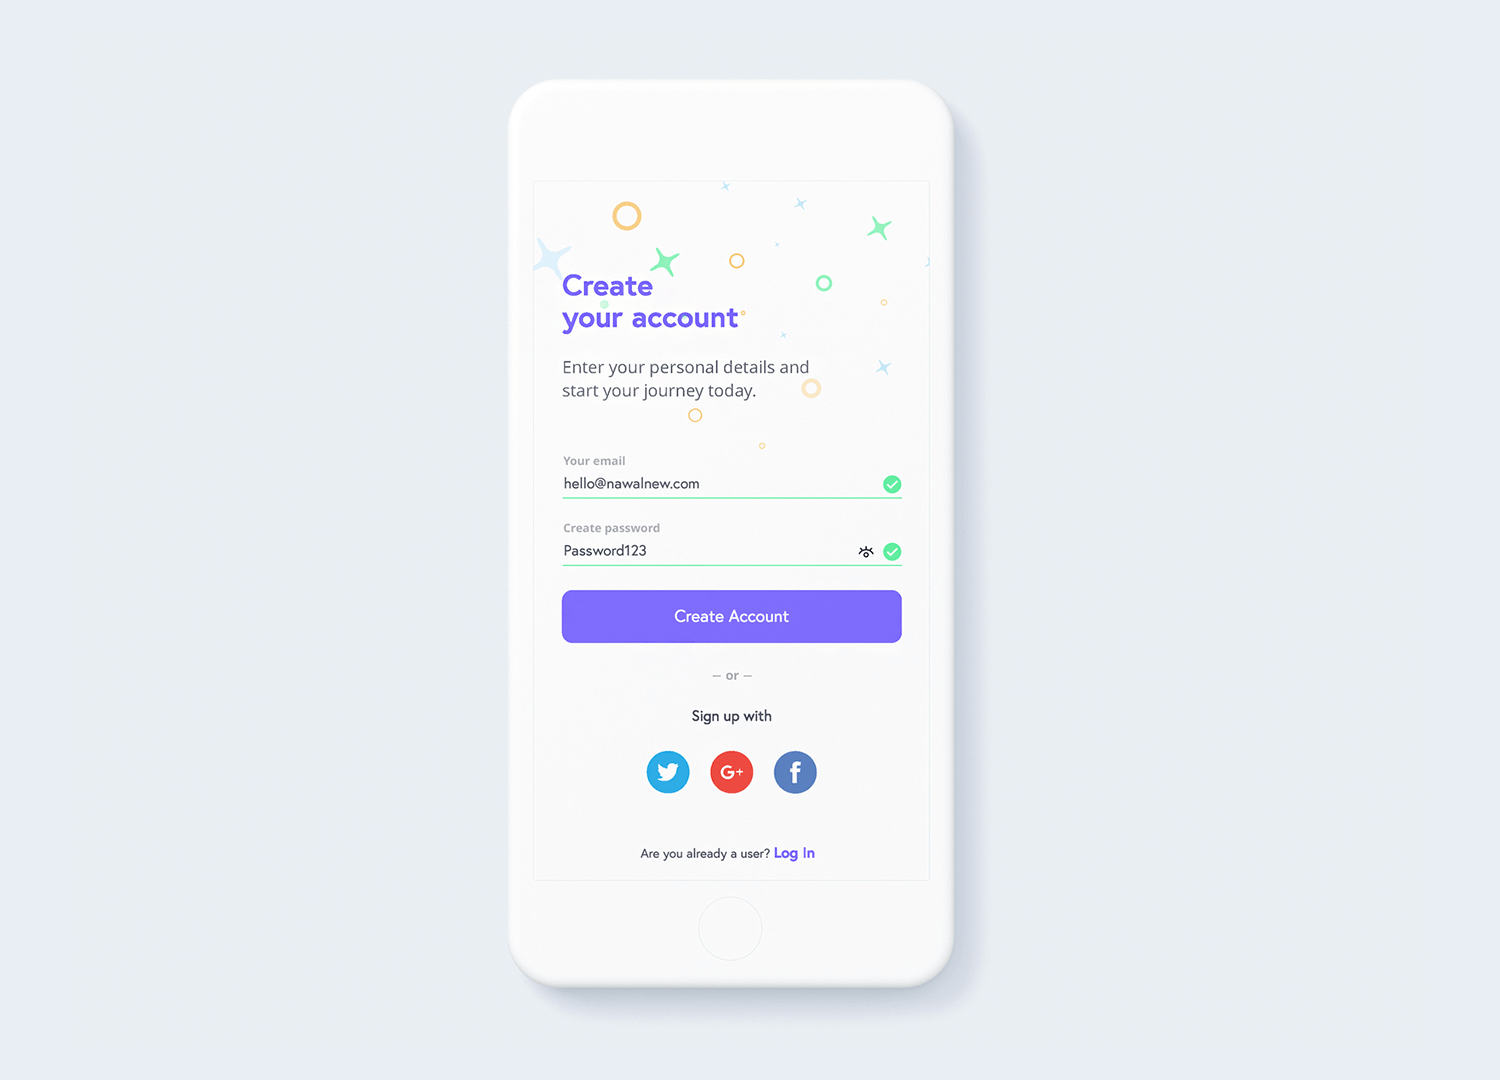 Create
your account
Enter your personal details and
start your journey today.
Your email
hello@nawalnew.com
Create password
Password123
Create Account
– or –
Sign up with
G+
f
Are you already a user? Log In